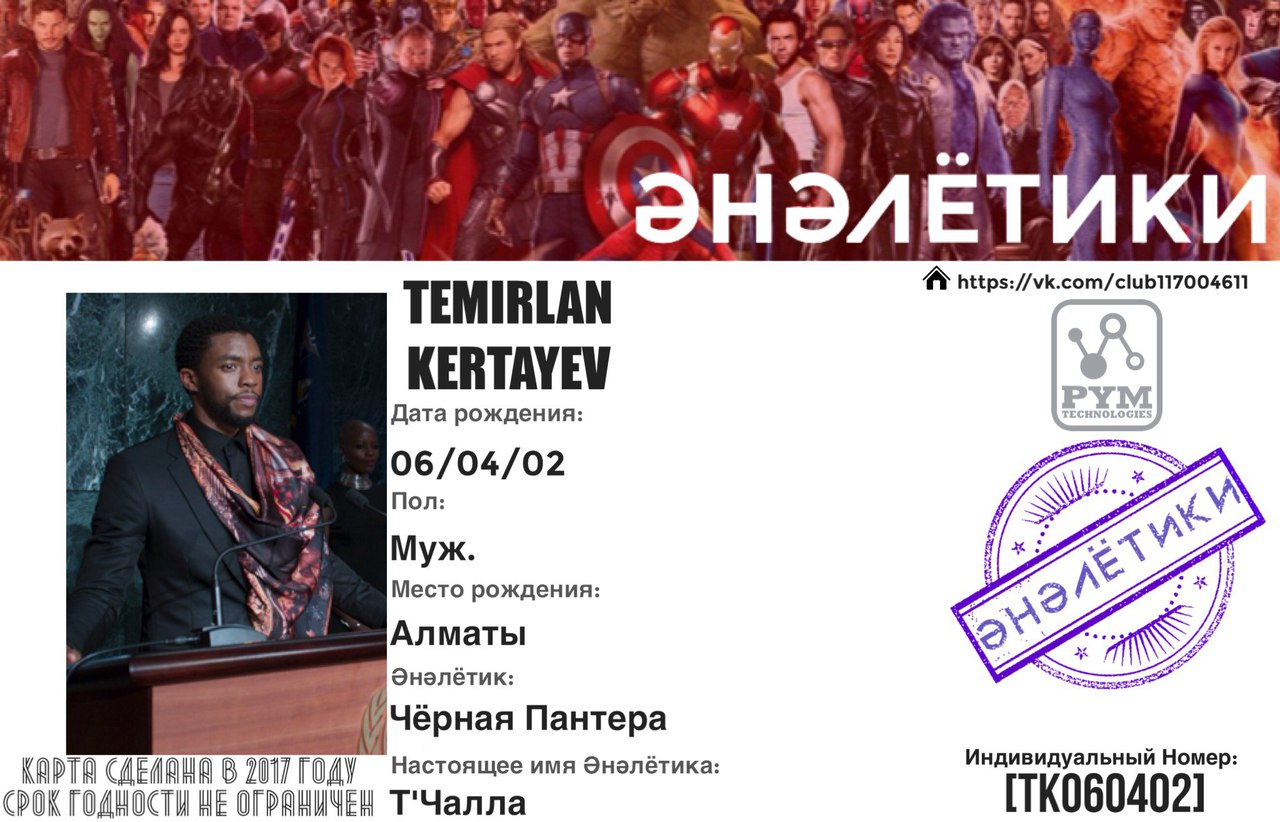 ӘНӘЛЁТИКИ
https://vk.com/club117004611
TEMIRLAN
KERTAYEV
PYM
TECHNOLOGIES
Дата рождения:
06/04/02
Пол:
Муж.
Место рождения:
Алматы
Әнәлётик:
Чёрная Пантера
Настоящее имя Әнәлётика:
Т'Чалла
ӘНӘЛЁТИКИ
КАРТА СДЕЛАНА В 2017 ГОДУ
СРОК ГОДНОСТИ НЕ ОГРАНИЧЕН
Индивидуальный Номер:
[TK060402]